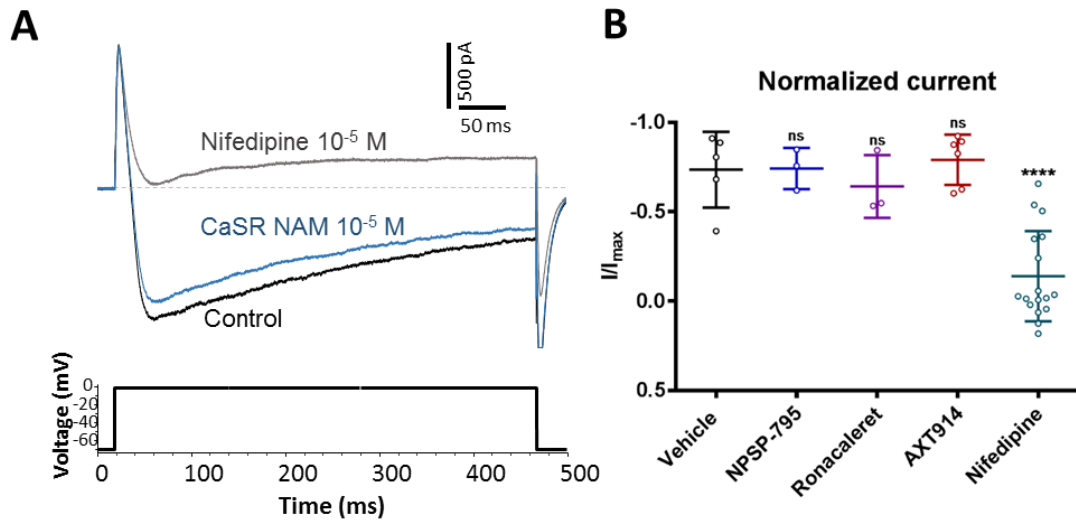 A
500 pA
50 ms
Nifedipine 10-5 M
CaSR NAM 10-5 M
Control
Voltage (mV)
0
-20
-40
-60
0 100 200 300 400 500
Time (ms)
B
Normalized current
I/Imax
-1.0
-0.5
0.0
0.5
ns
ns
ns
****
Vehicle
NPSP-795
Ronacaleret
AXT914
Nifedipine